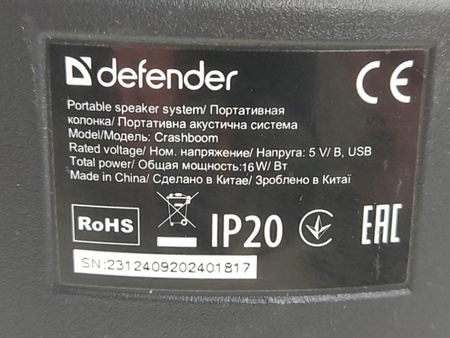 defender
CE
Portable speaker system/ Портативная
колонка/ Портативна акустична система
Model/Модель: Crashboom
Rated voltage/ Ном. напряжение/ Напруга: 5 V/ В, USB
Total power/ Общая мощность:16W/ Вт
Made in China/ Сделано в Китае/ Зроблено в Китаї
RoHS IP20 EAC
SN:2312409202401817